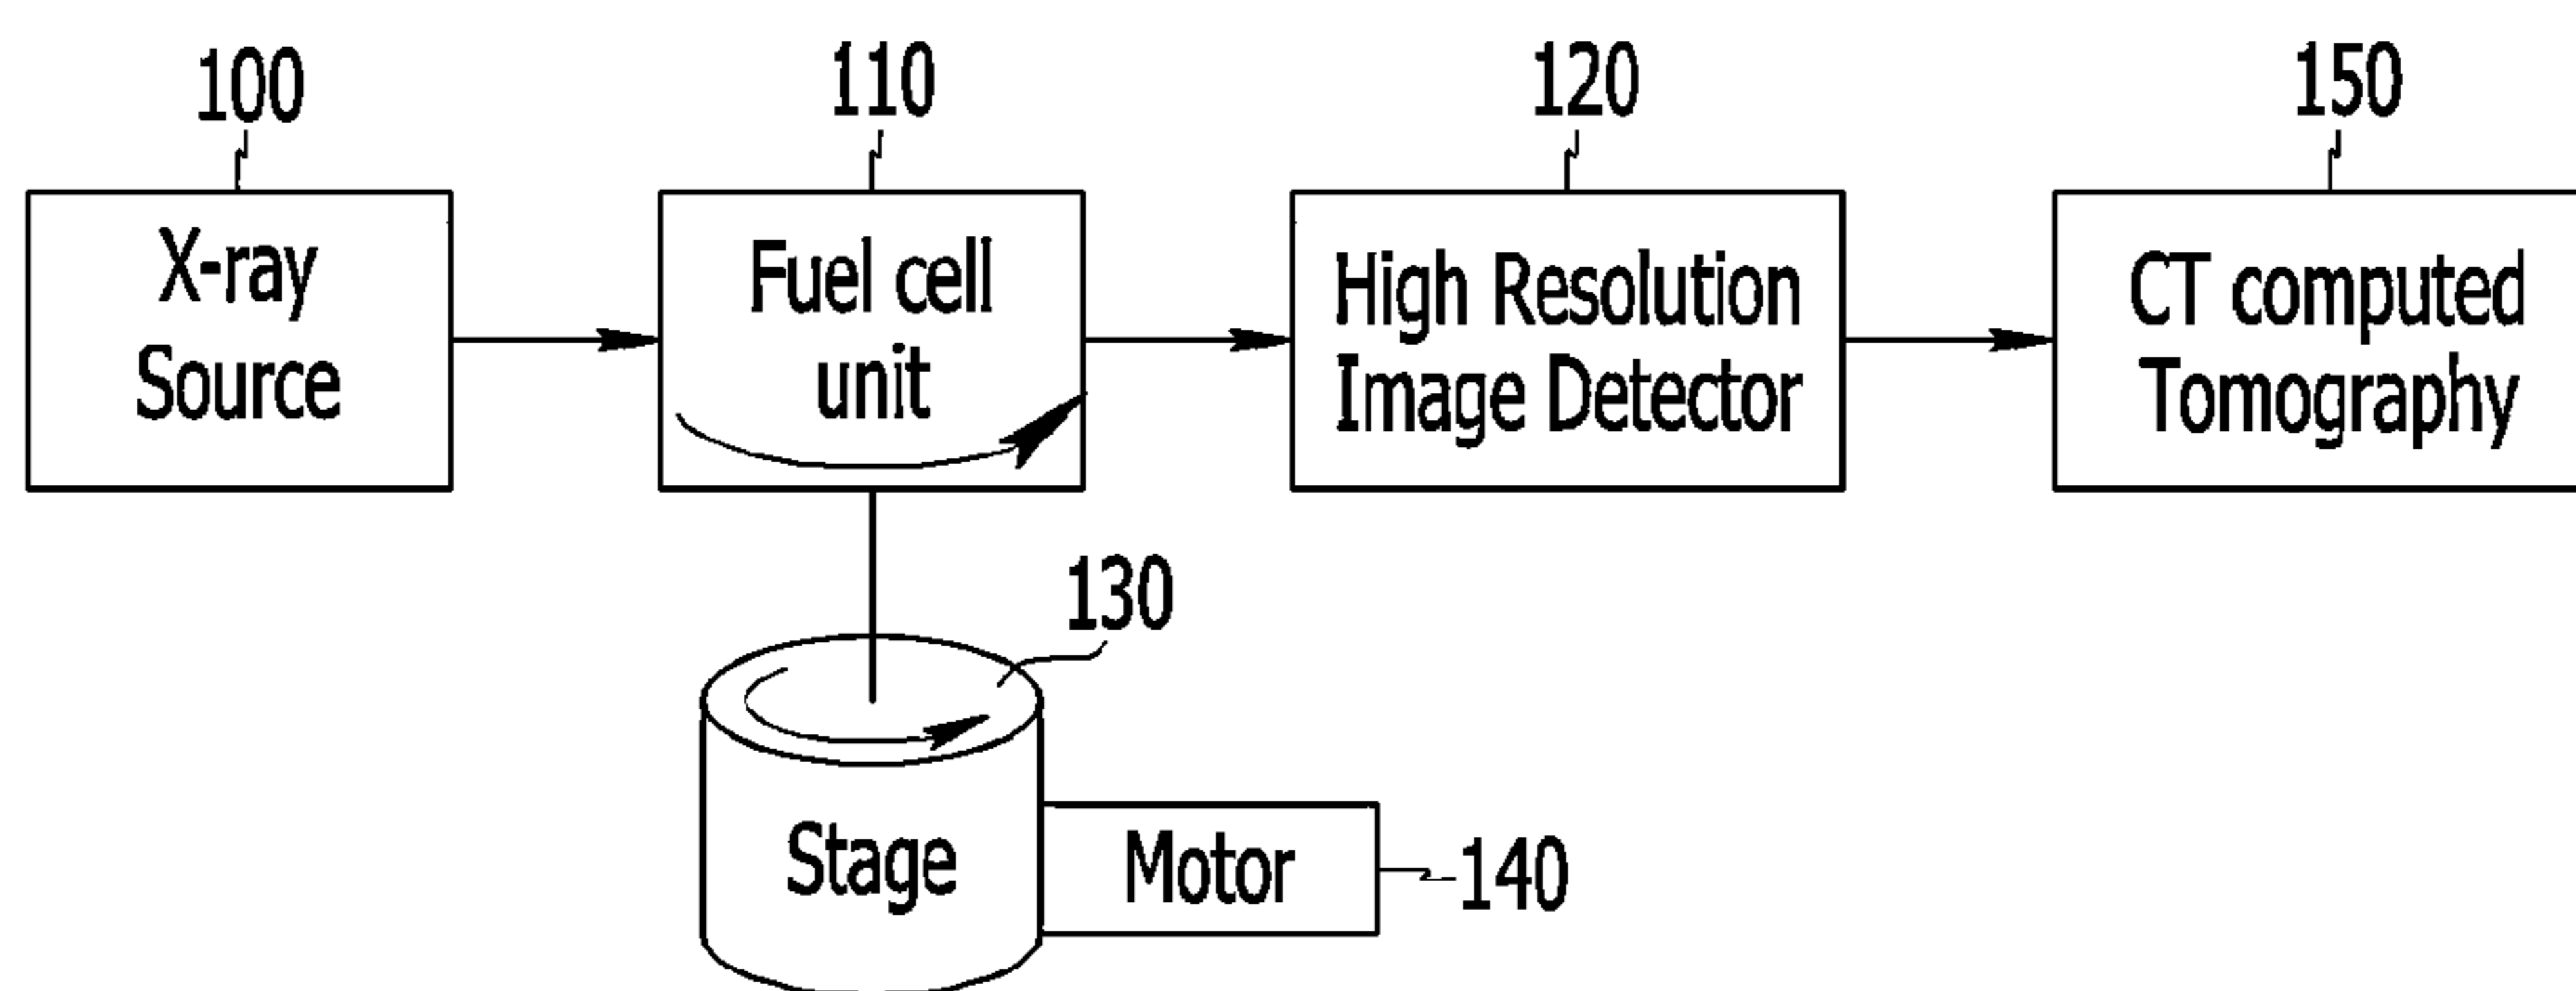 100
110
120
150
X-ray
Source
Fuel cell
unit
High Resolution
Image Detector
CT computed
Tomography
130
Stage
Motor
140